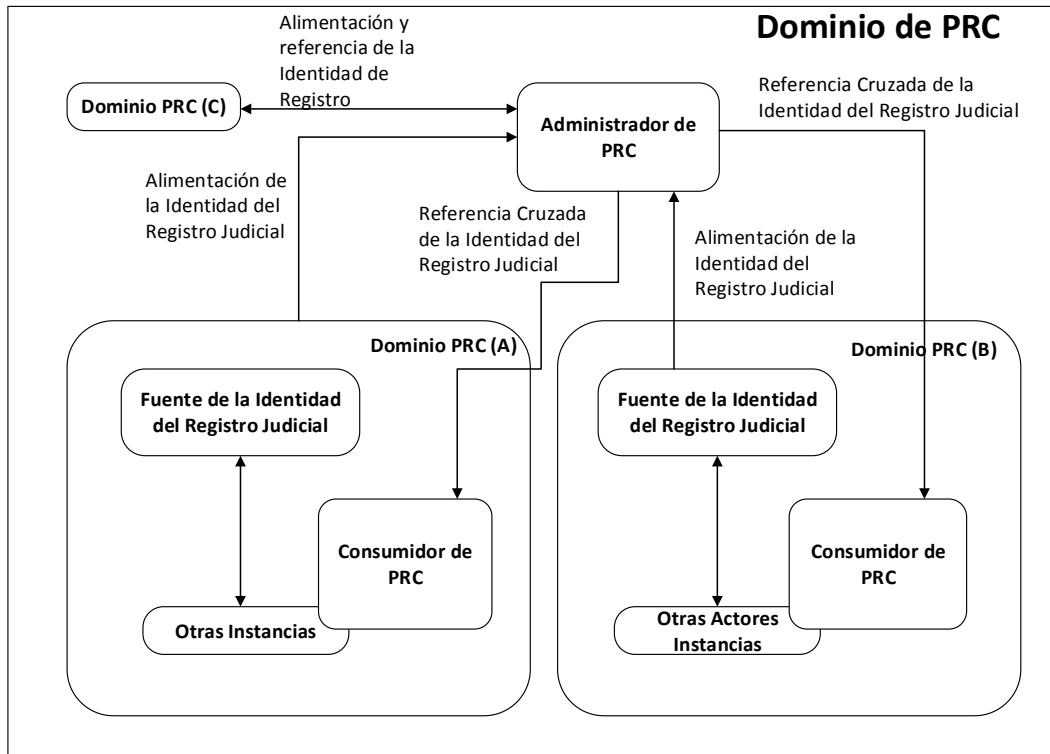 Dominio de PRC
Alimentación y
referencia de la
Identidad de
Registro
Dominio PRC (C)
Administrador de
PRC
Referencia Cruzada de la
Identidad del Registro Judicial
Alimentación de
la Identidad del
Registro Judicial
Referencia Cruzada
de la Identidad del
Registro Judicial
Alimentación de la
Identidad del
Registro Judicial
Dominio PRC (A)
Fuente de la Identidad
del Registro Judicial
Consumidor de
PRC
Otras Instancias
Dominio PRC (B)
Fuente de la Identidad
del Registro Judicial
Consumidor de
PRC
Otras Actores
Instancias